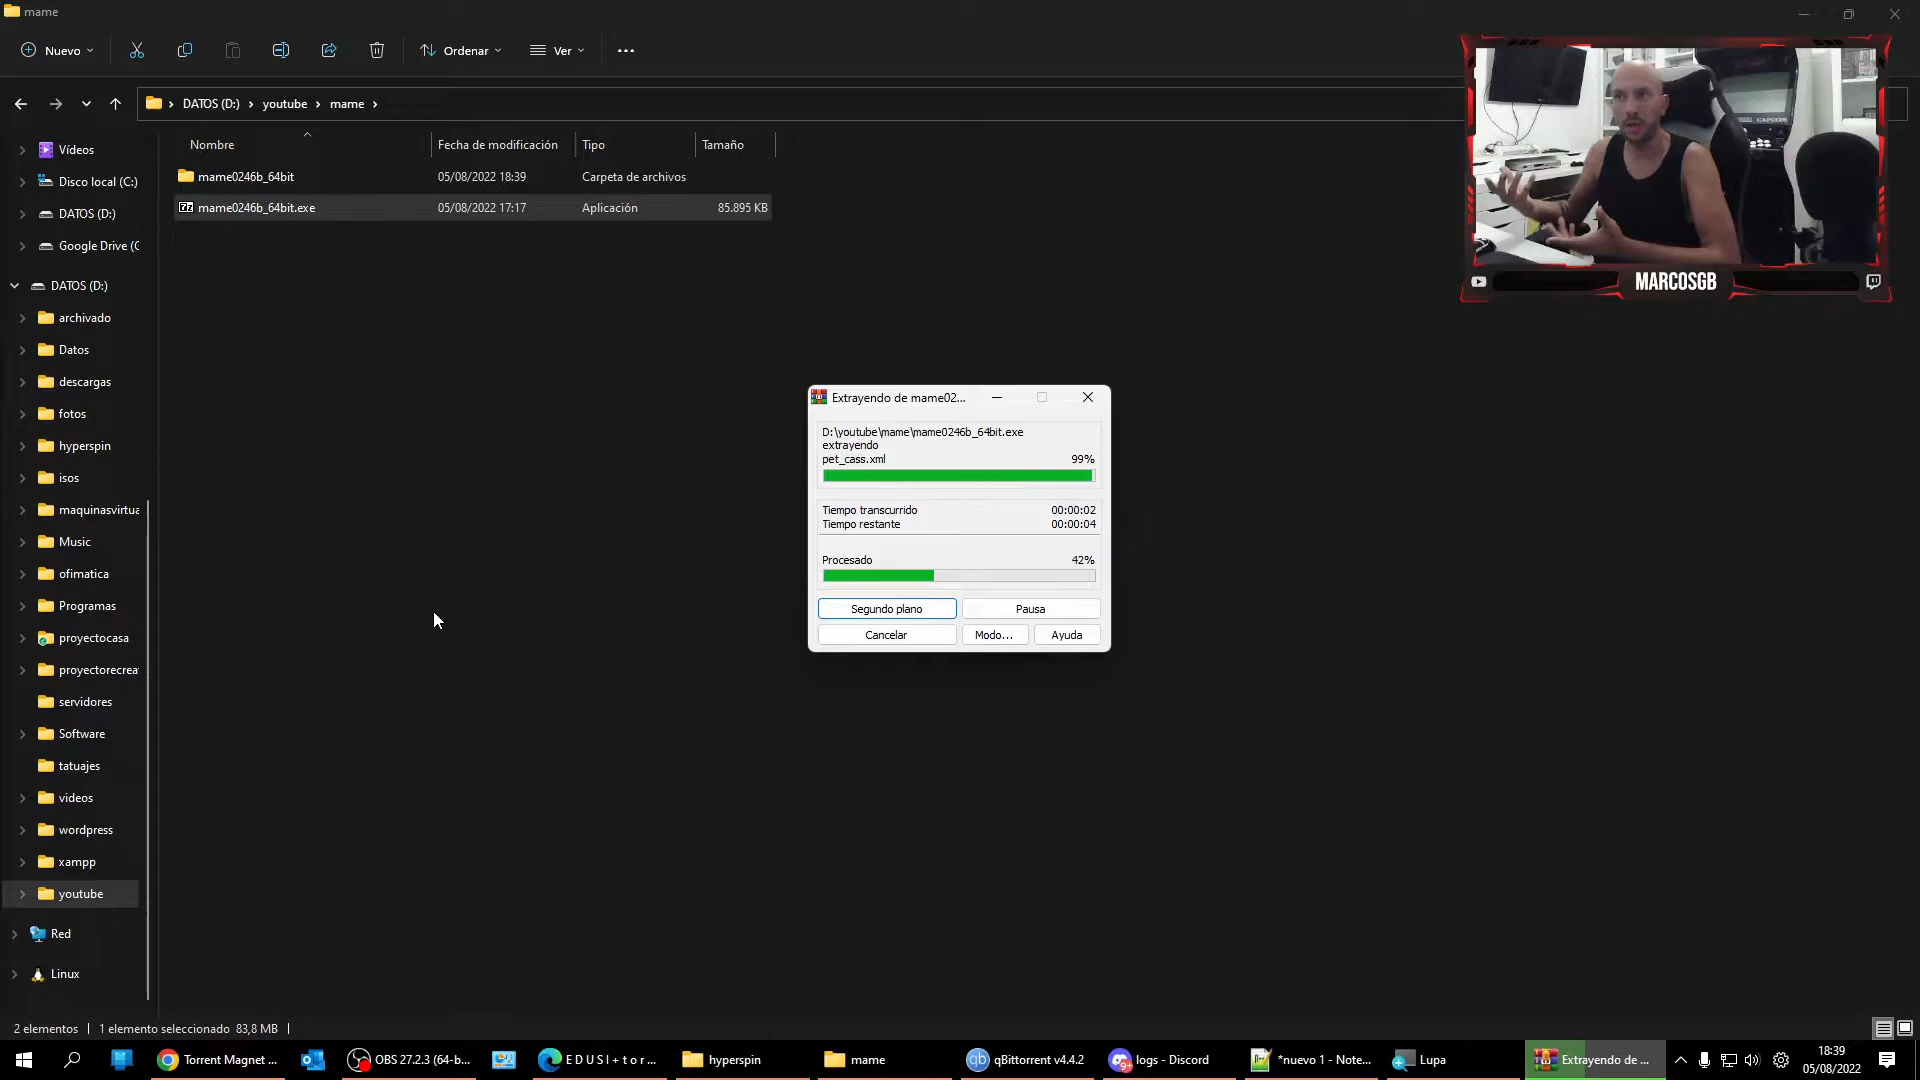 mame
Nuevo
Ordenar
Ver
DATOS (D:)
youtube
mame
Nombre
Fecha de modificación
Tipo
Tamaño
mame0246b_64bit
05/08/2022 18:39
Carpeta de archivos
mame0246b_64bit.exe
05/08/2022 17:17
Aplicación
85.895 KB
Vídeos
Disco local (C:)
DATOS (D:)
Google Drive (G
DATOS (D:)
archivado
Datos
descargas
fotos
hyperspin
isos
maquinasvirtua
Music
ofimatica
Programas
proyectocasa
proyectorecrea
servidores
Software
tatuajes
videos
wordpress
xampp
youtube
Red
Linux
CAPCOM
MARCOSGB
Extrayendo de mame02...
D:\youtube\mame\mame0246b_64bit.exe
extrayendo
pet_cass.xml 99%
Tiempo transcurrido 00:00:02
Tiempo restante 00:00:04
Procesado 42%
Segundo plano
Pausa
Cancelar
Modo...
Ayuda
2 elementos
1 elemento seleccionado 83,8 MB
Torrent Magnet ...
OBS 27.2.3 (64-b...
E D U S I + t o r ...
hyperspin
mame
qBittorrent v4.4.2
logs - Discord
*nuevo 1 - Note...
Lupa
Extrayendo de ...
18:39
05/08/2022